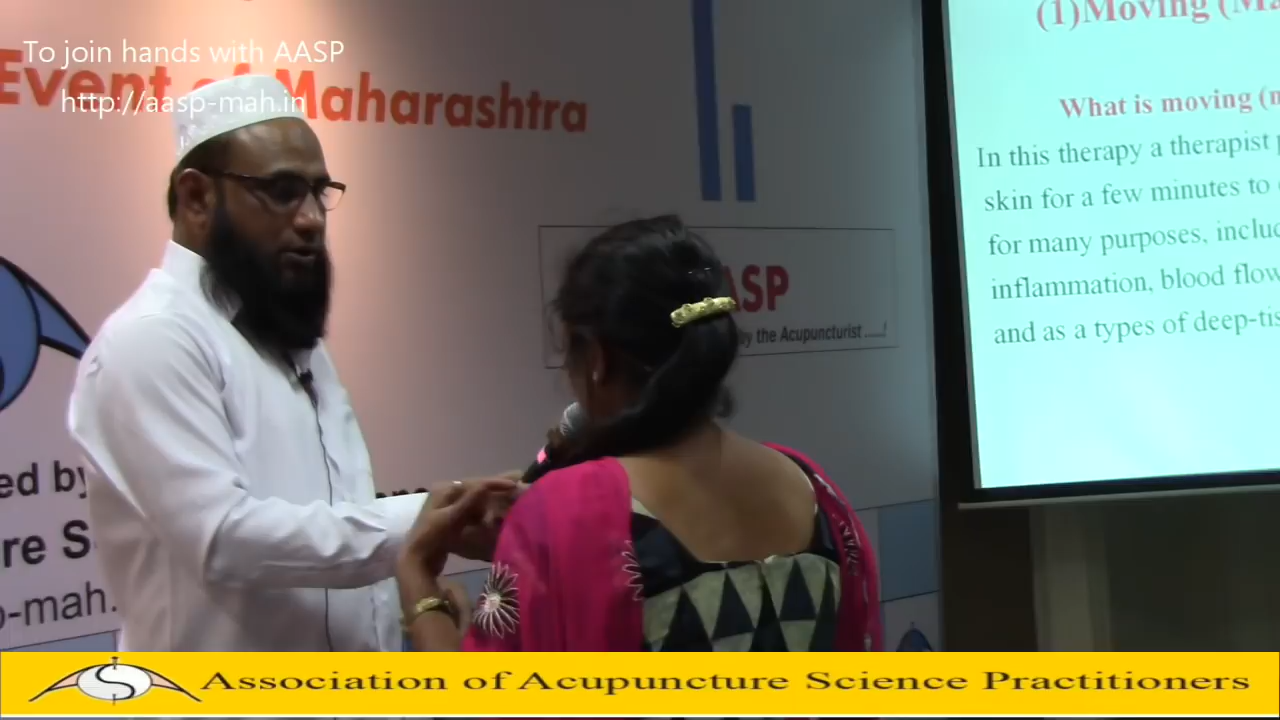 To join hands with AASP
http://aasp-mah.in
Event of Maharashtra
(1)Moving
What is moving
In this therapy a therapist
skin for a few minutes to
for many purposes, includ
inflammation, blood flow
and as a types of deep-tis
ASP
by the Acupuncturist .....!
ed by
re S
p-mah.
Association of Acupuncture Science Practitioners